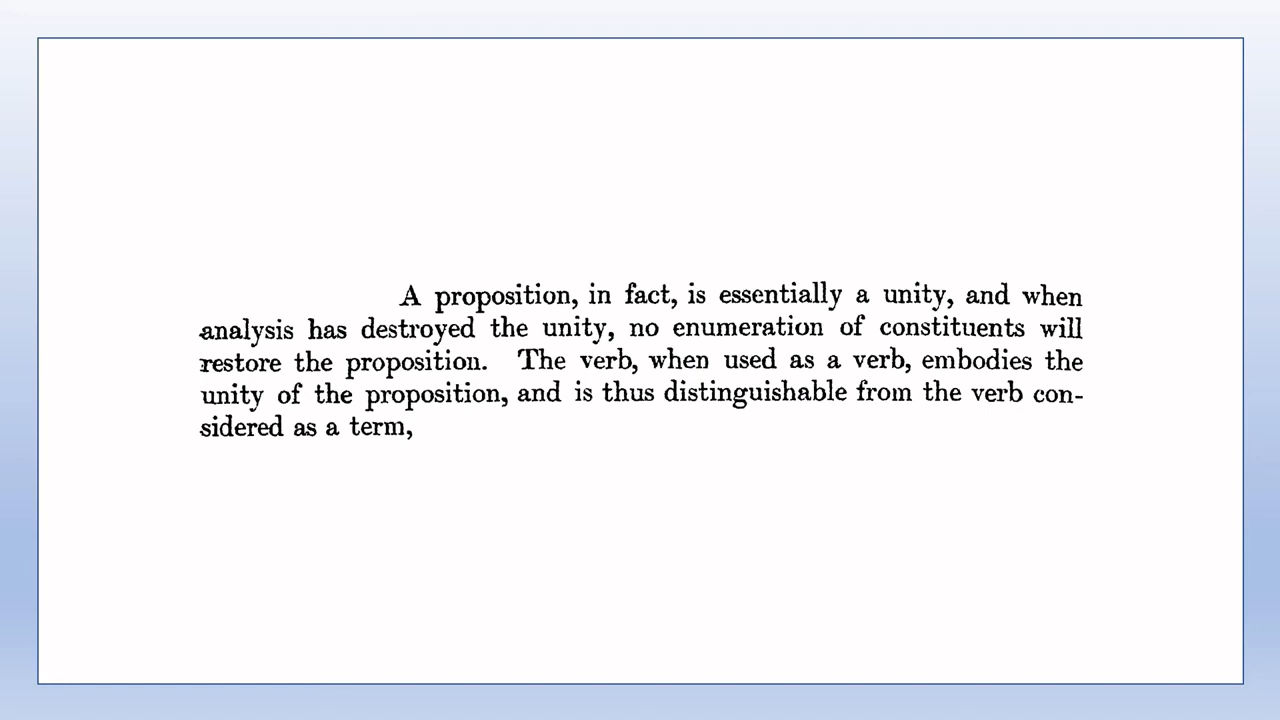 A proposition, in fact, is essentially a unity, and when
analysis has destroyed the unity, no enumeration of constituents will
restore the proposition. The verb, when used as a verb, embodies the
unity of the proposition, and is thus distinguishable from the verb con-
sidered as a term,